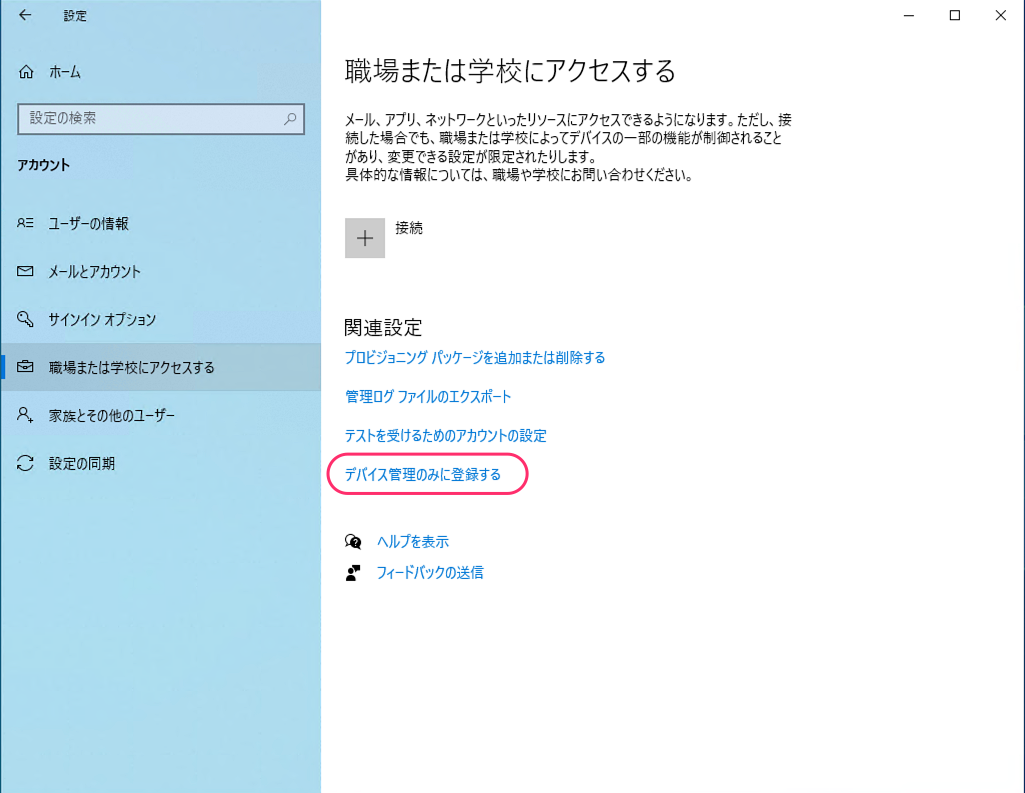 設定
ホーム
設定の検索
アカウント
ユーザーの情報
メールとアカウント
サインイン オプション
職場または学校にアクセスする
家族とその他のユーザー
設定の同期
職場または学校にアクセスする
メール、アプリ、ネットワークといったリソースにアクセスできるようになります。ただし、接
続した場合でも、職場または学校によってデバイスの一部の機能が制御されること
があり、変更できる設定が限定されたりします。
具体的な情報については、職場や学校にお問い合わせください。
接続
関連設定
プロビジョニング パッケージを追加または削除する
管理ログ ファイルのエクスポート
テストを受けるためのアカウントの設定
デバイス管理のみに登録する
ヘルプを表示
フィードバックの送信